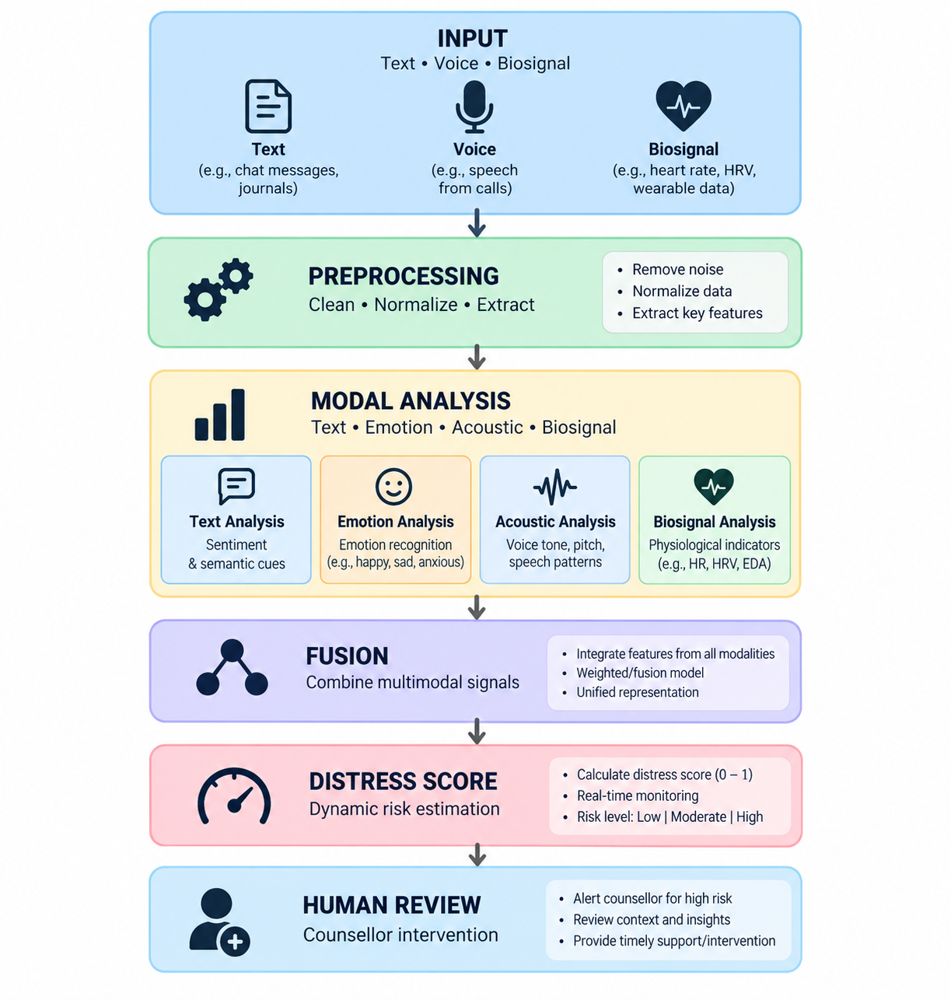 INPUT
Text • Voice • Biosignal
Text
(e.g., chat messages,
journals)
Voice
(e.g., speech
from calls)
Biosignal
(e.g., heart rate, HRV,
wearable data)
PREPROCESSING
Clean • Normalize • Extract
• Remove noise
• Normalize data
• Extract key features
MODAL ANALYSIS
Text • Emotion • Acoustic • Biosignal
Text Analysis
Sentiment
& semantic cues
Emotion Analysis
Emotion recognition
(e.g., happy, sad, anxious)
Acoustic Analysis
Voice tone, pitch,
speech patterns
Biosignal Analysis
Physiological indicators
(e.g., HR, HRV, EDA)
FUSION
Combine multimodal signals
• Integrate features from all modalities
• Weighted/fusion model
• Unified representation
DISTRESS SCORE
Dynamic risk estimation
• Calculate distress score (0 – 1)
• Real-time monitoring
• Risk level: Low | Moderate | High
HUMAN REVIEW
Counsellor intervention
• Alert counsellor for high risk
• Review context and insights
• Provide timely support/intervention